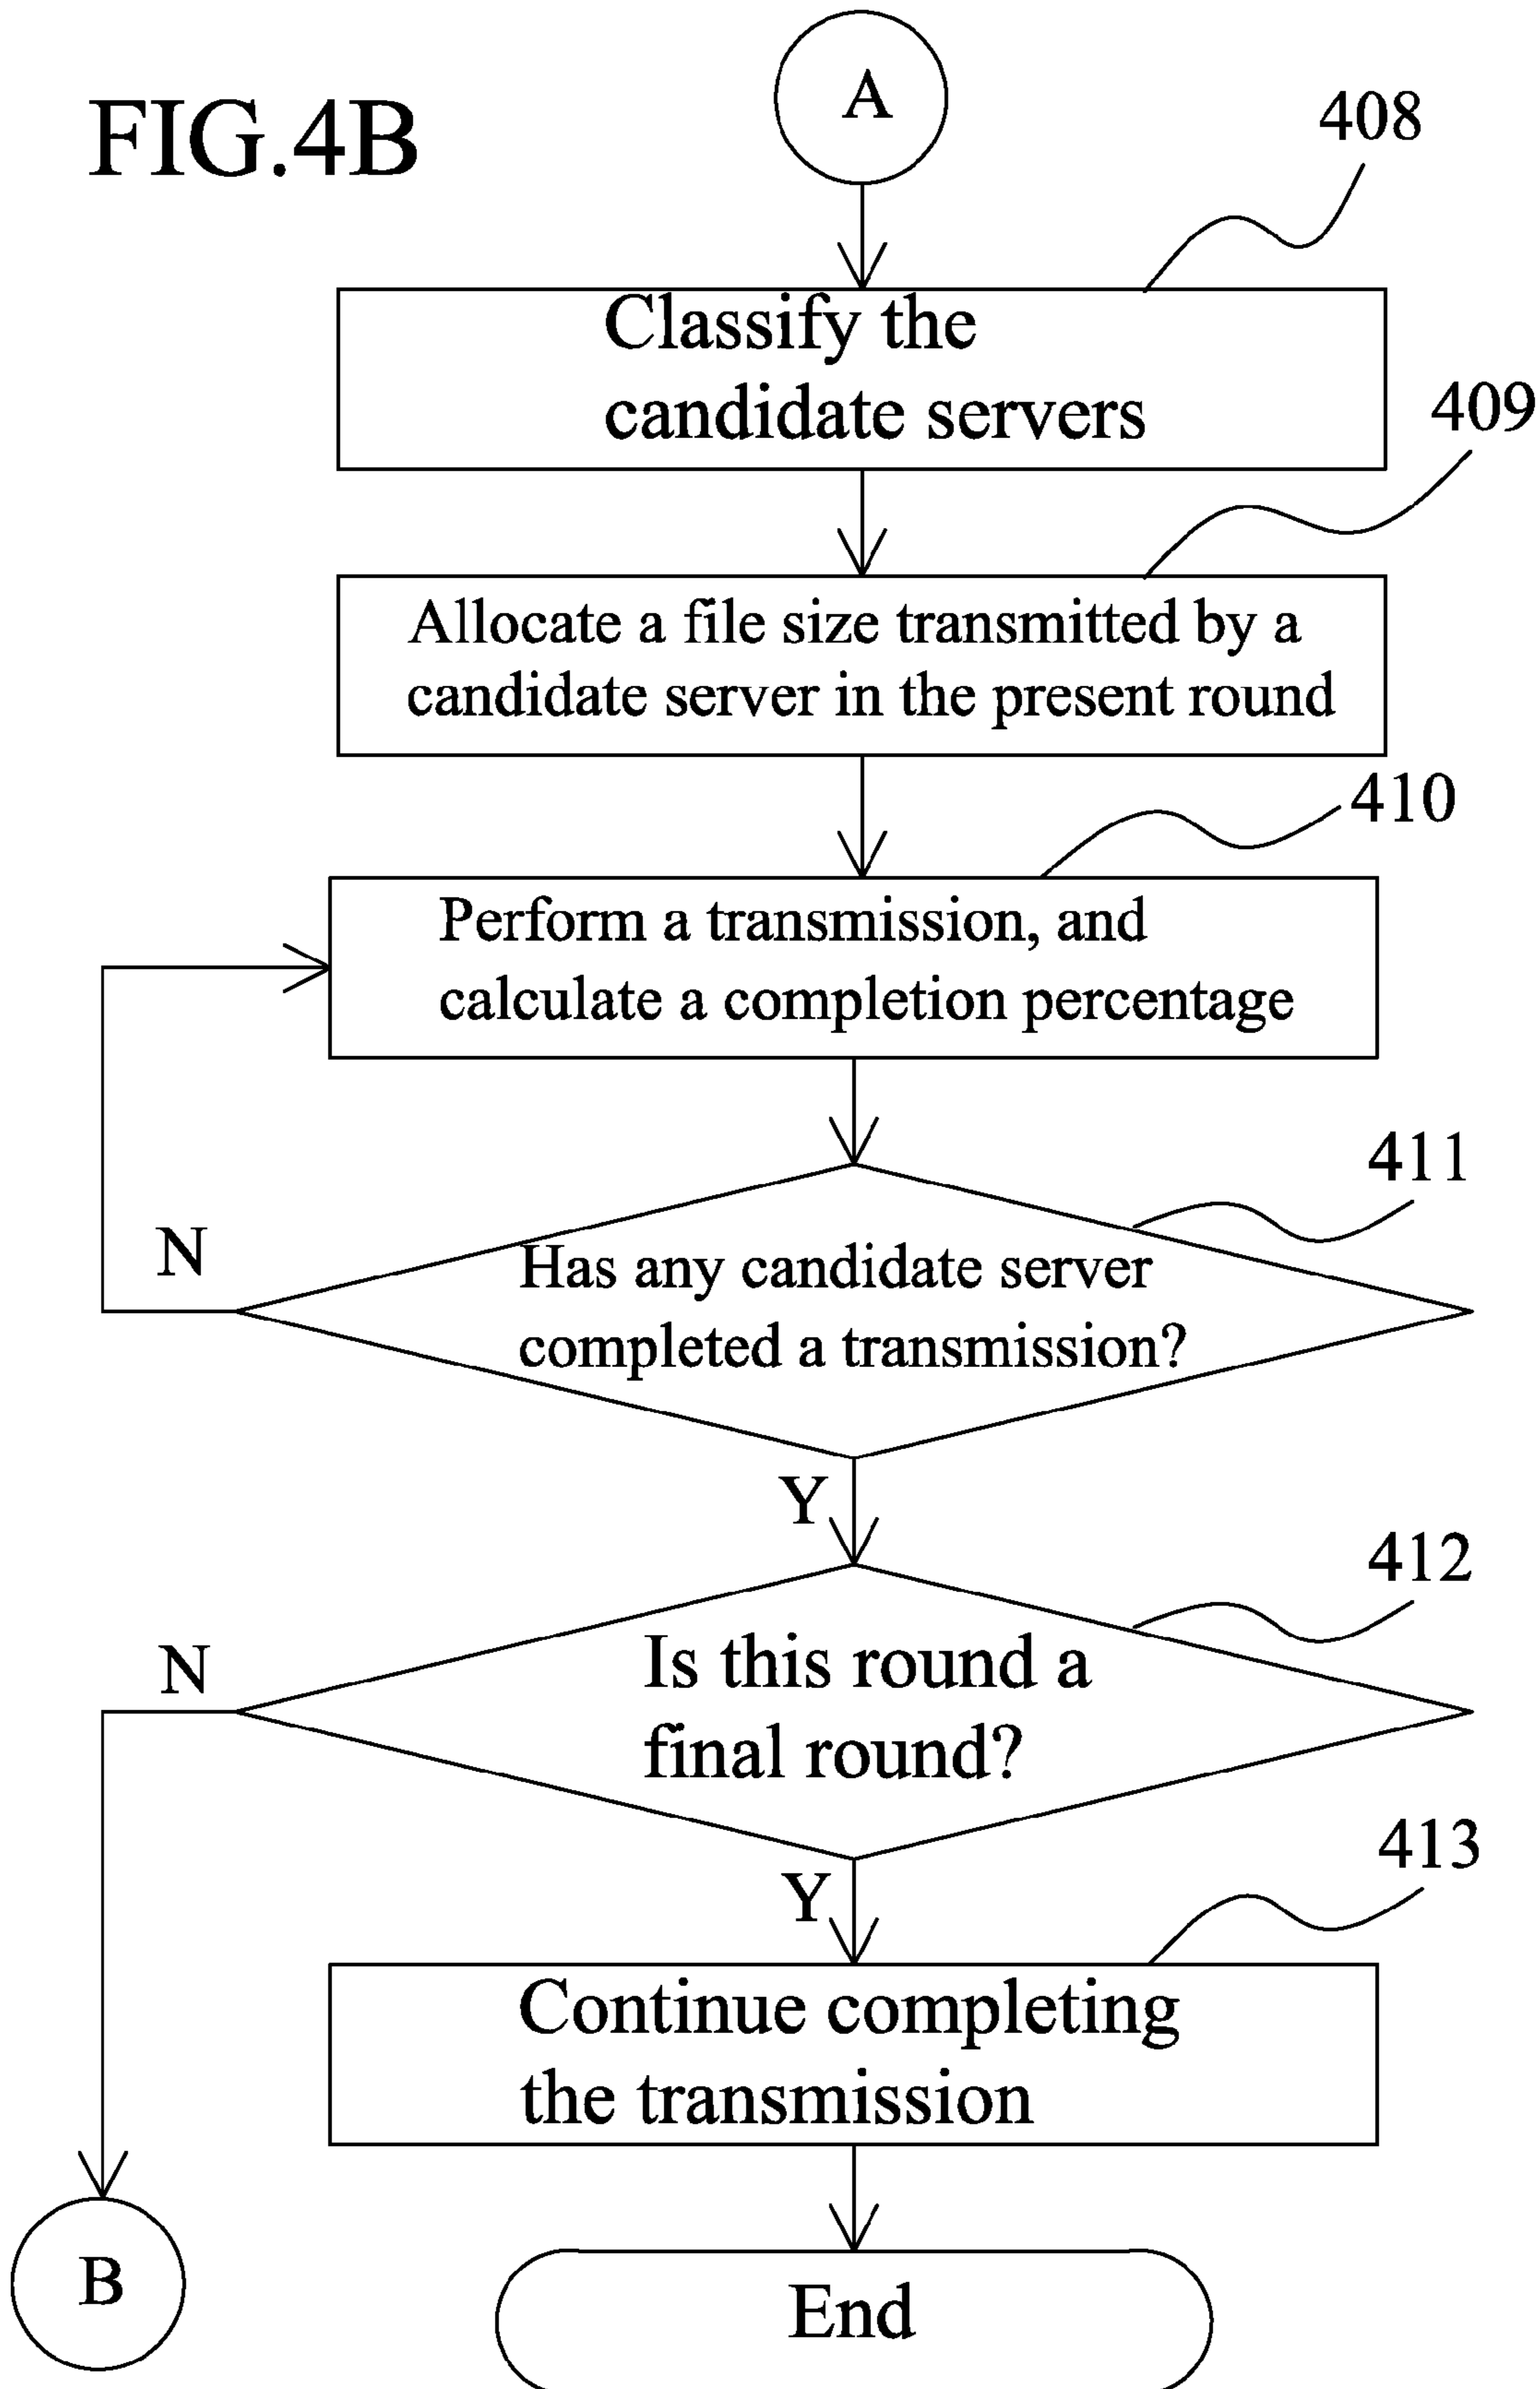 FIG.4B
A
408
Classify the
candidate servers
409
Allocate a file size transmitted by a
candidate server in the present round
410
Perform a transmission, and
calculate a completion percentage
411
N
Has any candidate server
completed a transmission?
Y
412
N
Is this round a
final round?
413
Y
Continue completing
the transmission
B
End